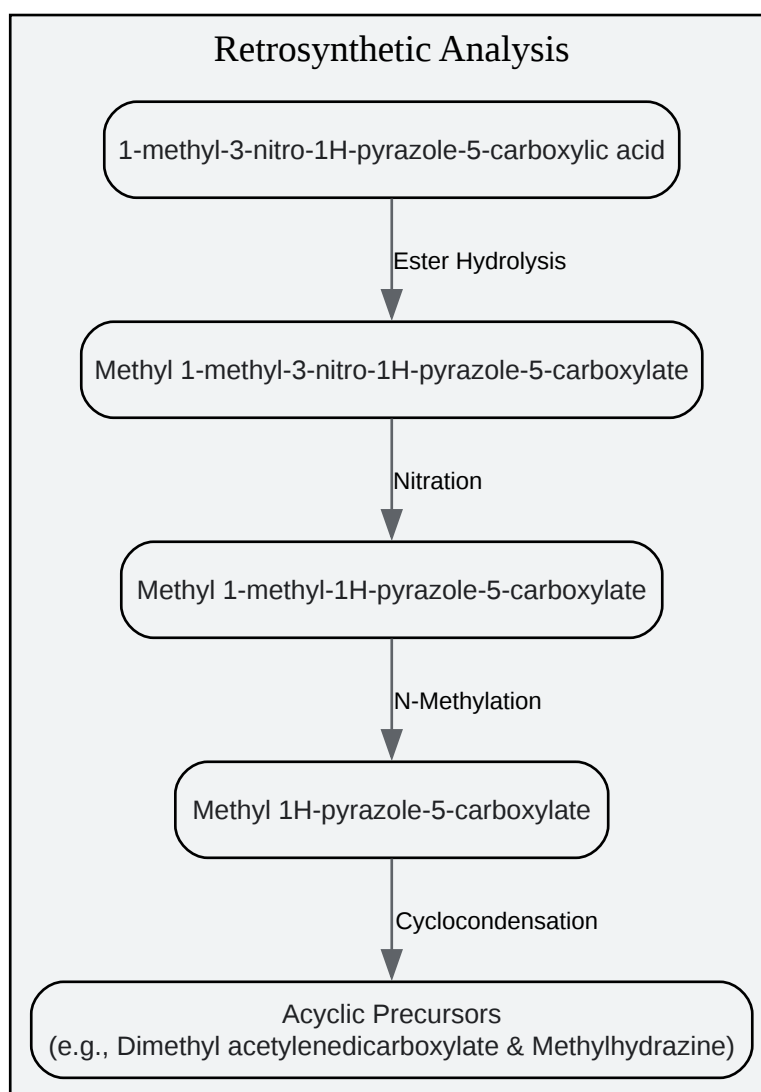 Retrosynthetic Analysis
1-methyl-3-nitro-1H-pyrazole-5-carboxylic acid
Ester Hydrolysis
Methyl 1-methyl-3-nitro-1H-pyrazole-5-carboxylate
Nitration
Methyl 1-methyl-1H-pyrazole-5-carboxylate
N-Methylation
Methyl 1H-pyrazole-5-carboxylate
Cyclocondensation
Acyclic Precursors
(e.g., Dimethyl acetylenedicarboxylate & Methylhydrazine)